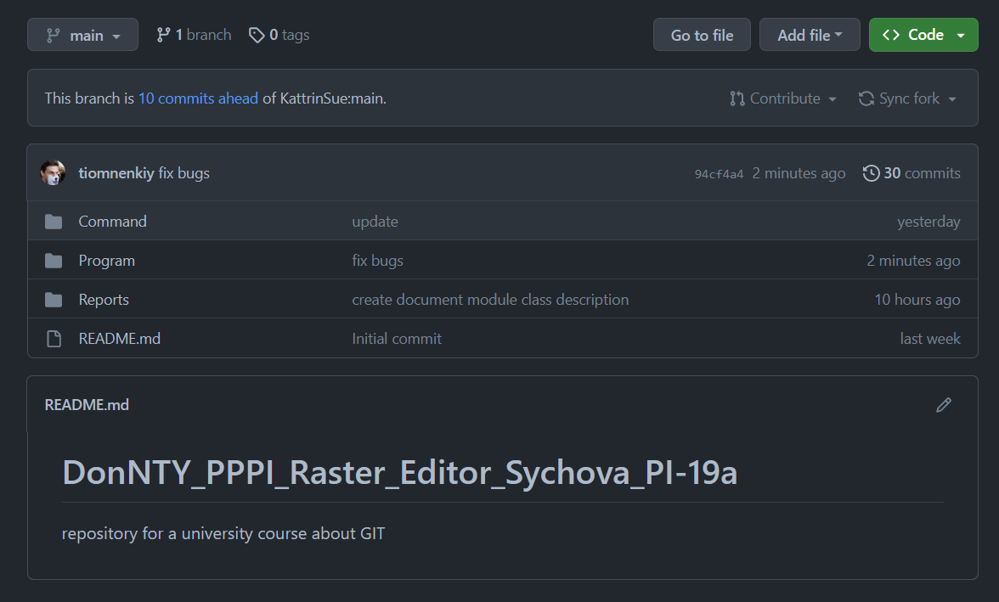 main 1 branch 0 tags Go to file Add file Code
This branch is 10 commits ahead of KattrinSue:main. Contribute Sync fork
tiomnenkiy fix bugs 94cf4a4 2 minutes ago 30 commits
Command update yesterday
Program fix bugs 2 minutes ago
Reports create document module class description 10 hours ago
README.md Initial commit last week
README.md
DonNTY_PPPI_Raster_Editor_Sychova_PI-19a
repository for a university course about GIT